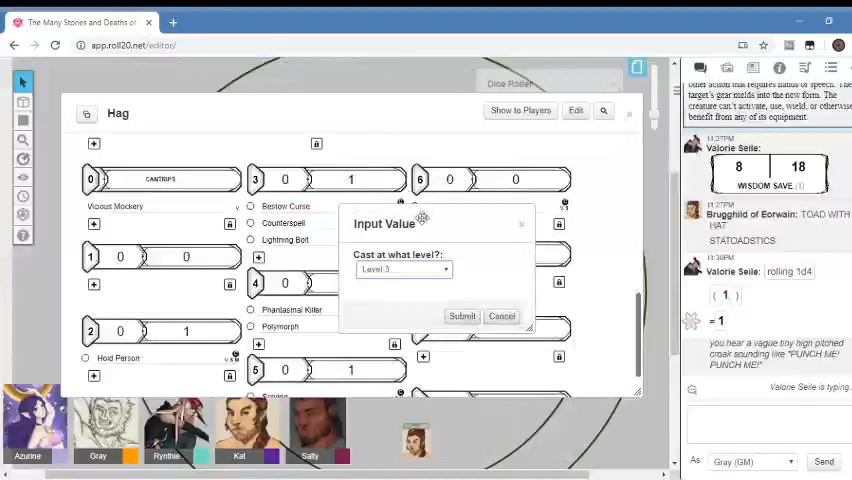 The Many Stories and Deaths of
app.roll20.net/editor/
Dice Roller
Hag
Show to Players
Edit
0 CANTRIPS
3 0 1
6 0 0
Vicious Mockery V
Bestow Curse
V S
Counterspell
Lightning Bolt
1 0 0
4 0
Phantasmal Killer
Polymorph
2 0 1
Hold Person V S M
5 0 1
Scrying
Input Value
Cast at what level?:
Level 3
Submit
Cancel
Azurine
Gray
Rynthie
Kat
Salty
other action that requires hands or speech. The
target's gear melds into the new form. The
creature can't activate, use, wield, or otherwise
benefit from any of its equipment.
11:27PM
Valorie Seile:
8 18
WISDOM SAVE (1)
11:27PM
Brugghild of Eorwain: TOAD WITH
HAT
STATOADSTICS
11:30PM
Valorie Seile: rolling 1d4
( 1 )
= 1
you hear a vague tiny high pitched
croak sounding like "PUNCH ME!
PUNCH ME!"
Valorie Seile is typing.
As: Gray (GM)
Send